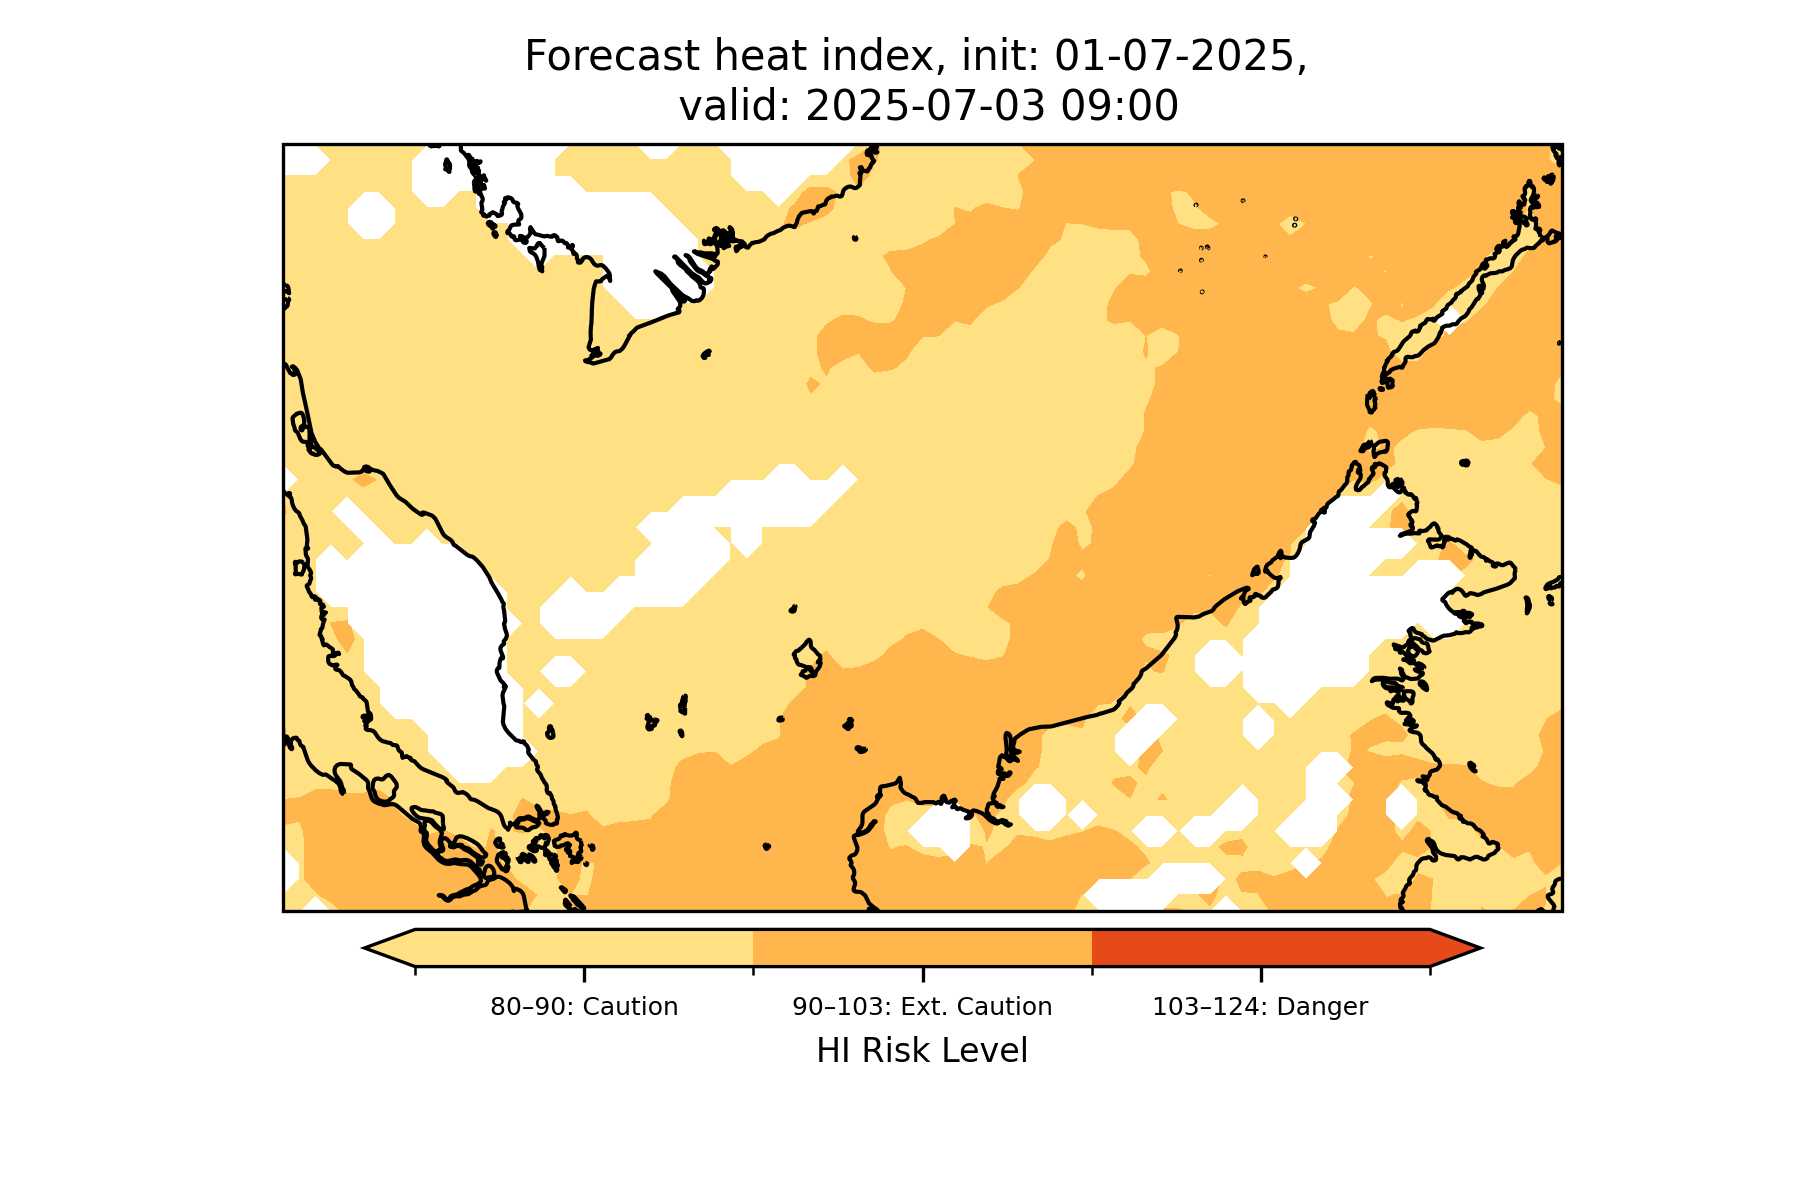 Forecast heat index, init: 01-07-2025,
valid: 2025-07-03 09:00
80–90: Caution
90–103: Ext. Caution
103–124: Danger
HI Risk Level